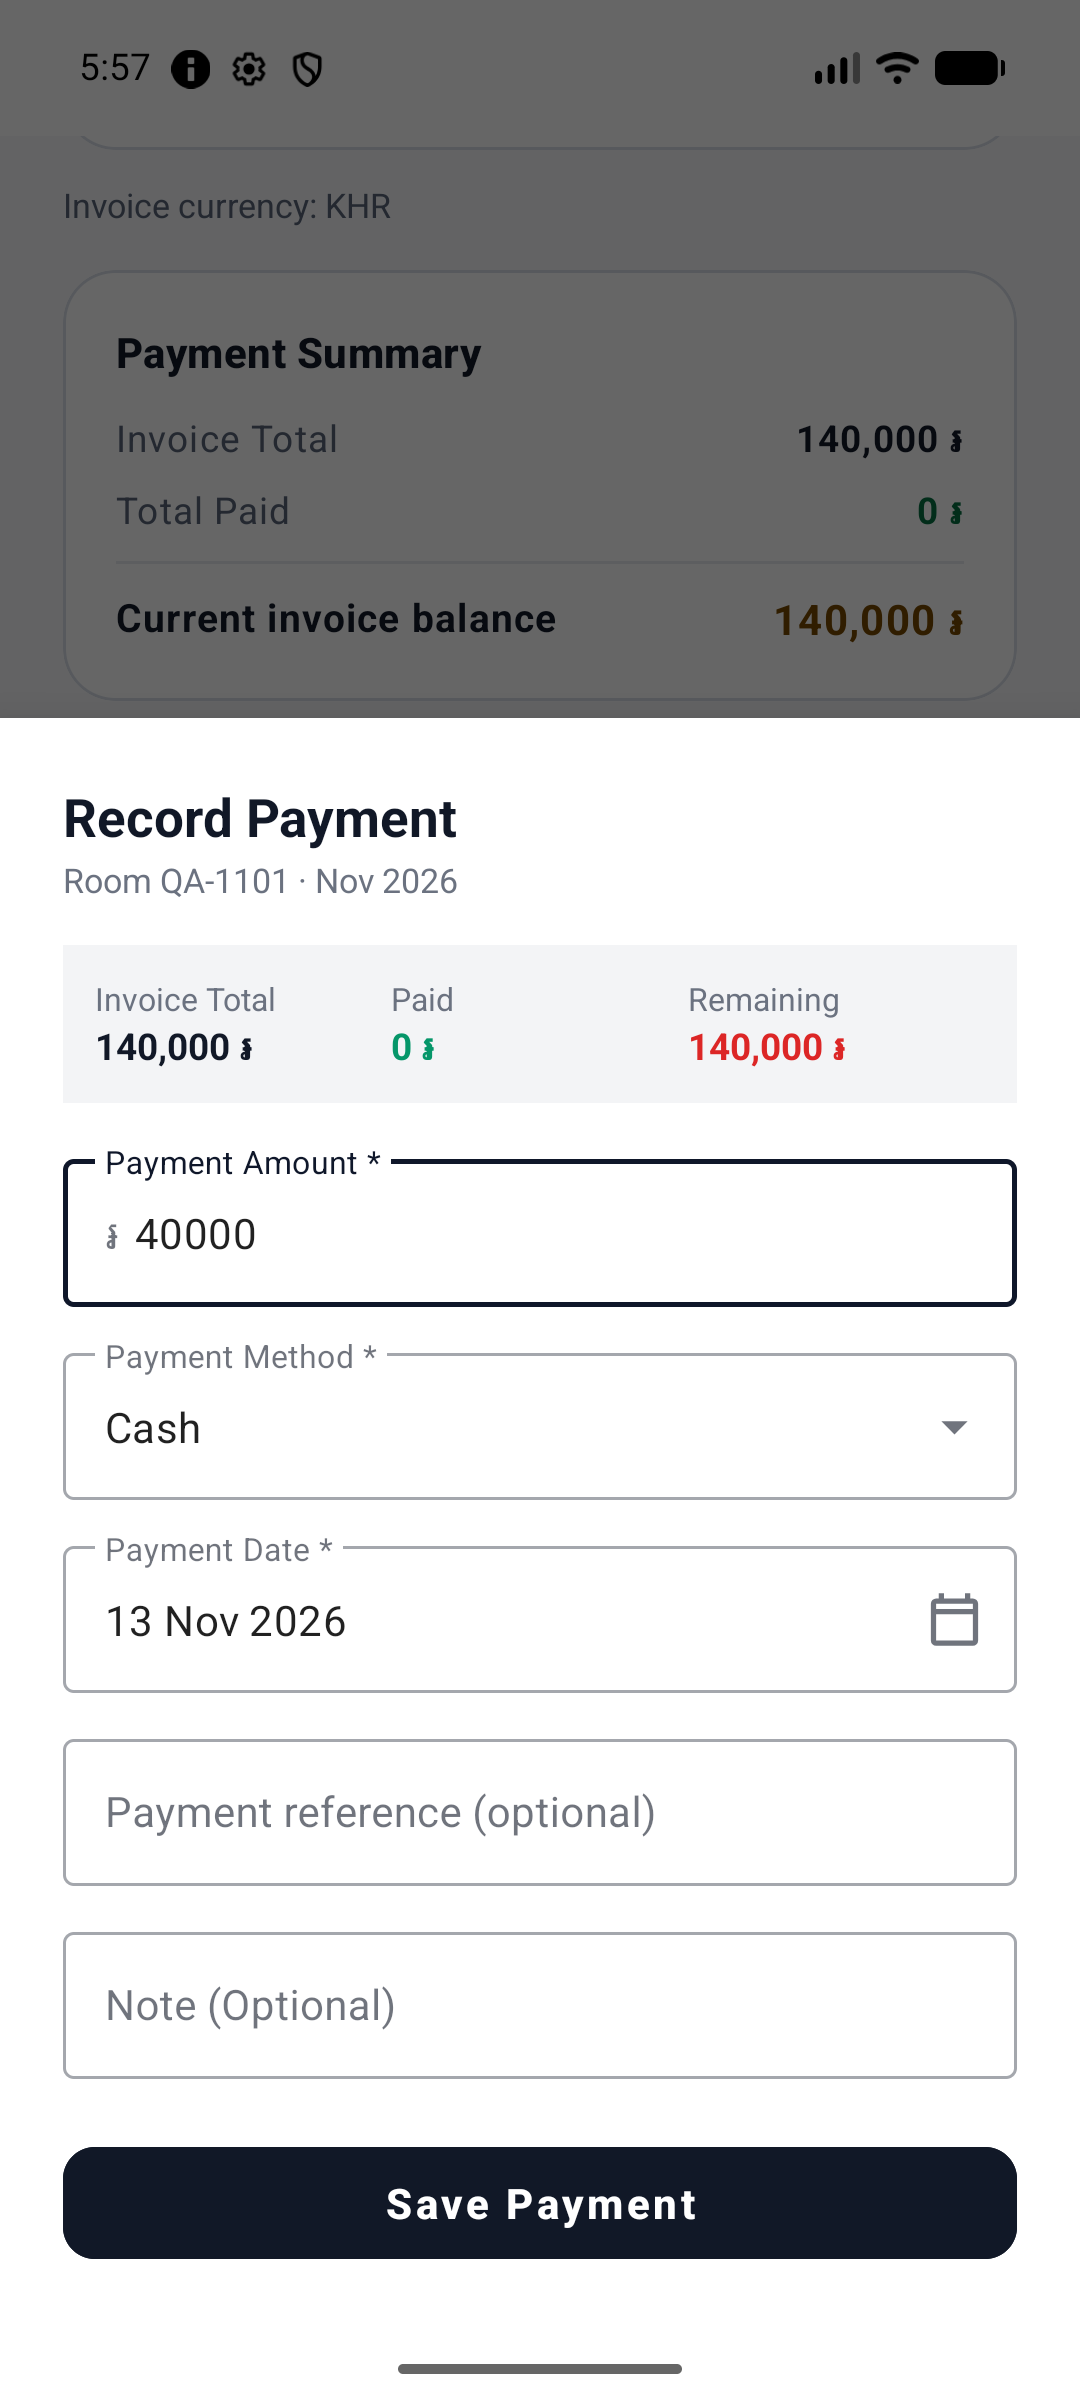 5:57
Invoice currency: KHR
Payment Summary
Invoice Total 140,000 ៛
Total Paid 0 ៛
Current invoice balance 140,000 ៛
Record Payment
Room QA-1101 · Nov 2026
Invoice Total Paid Remaining
140,000 ៛ 0 ៛ 140,000 ៛
Payment Amount *
៛ 40000
Payment Method *
Cash
Payment Date *
13 Nov 2026
Payment reference (optional)
Note (Optional)
Save Payment